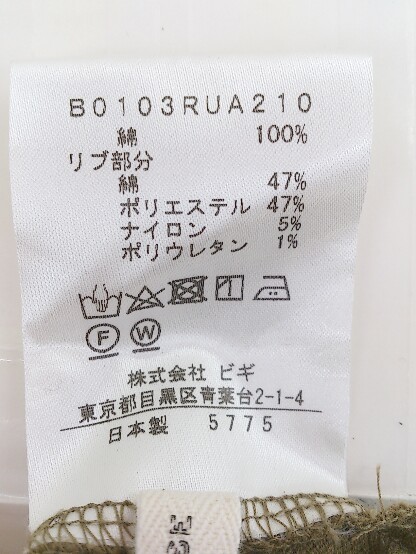 B0103RUA210
綿 100%
リブ部分
綿 47%
ポリエステル 47%
ナイロン 5%
ポリウレタン 1%
F W
株式会社 ビギ
東京都目黒区青葉台2-1-4
日本製 5775